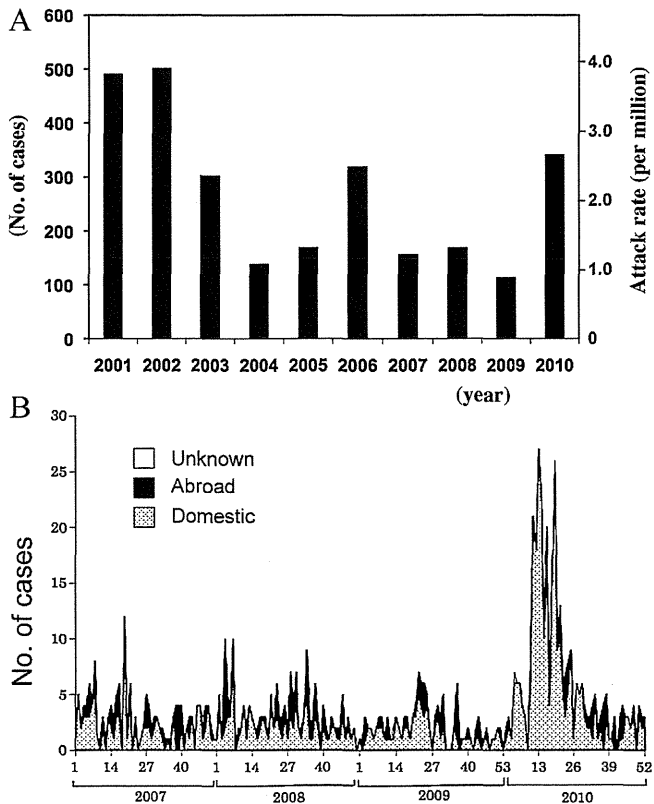 A
(No. of cases)
600
500
400
300
200
100
0
4.0
3.0
2.0
1.0
0
Attack rate (per million)
2001 2002 2003 2004 2005 2006 2007 2008 2009 2010
(year)
B
No. of cases
30
25
20
15
10
5
0
Unknown
Abroad
Domestic
1 14 27 40 1 14 27 40 1 14 27 40 53 13 26 39 52
2007 2008 2009 2010